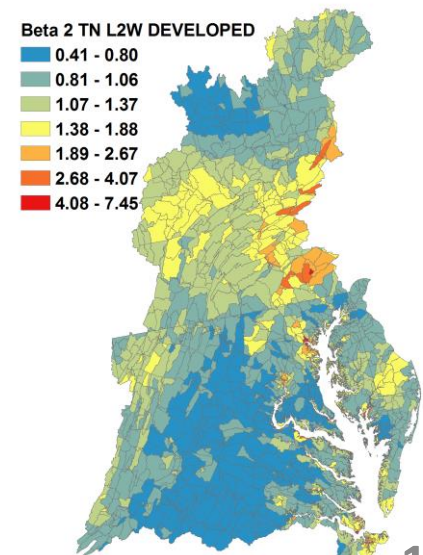 Beta 2 TN L2W DEVELOPED
0.41 - 0.80
0.81 - 1.06
1.07 - 1.37
1.38 - 1.88
1.89 - 2.67
2.68 - 4.07
4.08 - 7.45
1